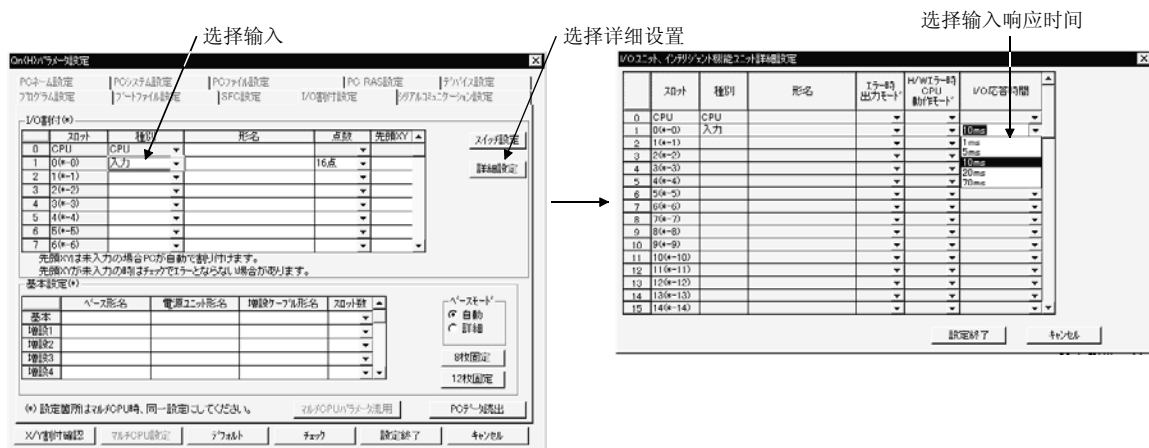 选择输入
选择详细设置
选择输入响应时间
Qn(H)パラメータ設定
PCネーム設定 PCシステム設定 PCファイル設定 PC RAS設定 デバイス設定
プログラム設定 ブートファイル設定 SFC設定 I/O割付設定 シリアルコミュニケーション設定
I/O割付(*)
スロット 種別 形名 点数 先頭XY
0 CPU CPU
1 0(*-0) 入力 16点
2 1(*-1)
3 2(*-2)
4 3(*-3)
5 4(*-4)
6 5(*-5)
7 6(*-6)
スイッチ設定
詳細設定
先頭XYは未入力の場合PCが自動で割り付けます。
先頭XYが未入力の時はチェックでエラーとならない場合があります。
基本設定(*)
ベース形名 電源ユニット形名 増設ケーブル形名 スロット数
基本
増設1
増設2
増設3
増設4
ベースモード
自動
詳細
8枚固定
12枚固定
(*) 設定箇所はマルチCPU時、同一設定にしてください。
マルチCPUパラメータ流用
PCデータ読出
X/Y割付確認 マルチCPU設定 デフォルト チェック 設定終了 キャンセル
I/Oユニット、インテリジェント機能ユニット詳細設定
スロット 種別 形名 エラー時出力モード H/Wエラー時CPU動作モード I/O応答時間
0 CPU CPU
1 0(*-0) 入力 10ms
2 1(*-1) 1ms
3 2(*-2) 5ms
4 3(*-3) 10ms
5 4(*-4) 20ms
70ms
6 5(*-5)
7 6(*-6)
8 7(*-7)
9 8(*-8)
10 9(*-9)
11 10(*-10)
12 11(*-11)
13 12(*-12)
14 13(*-13)
15 14(*-14)
設定終了 キャンセル